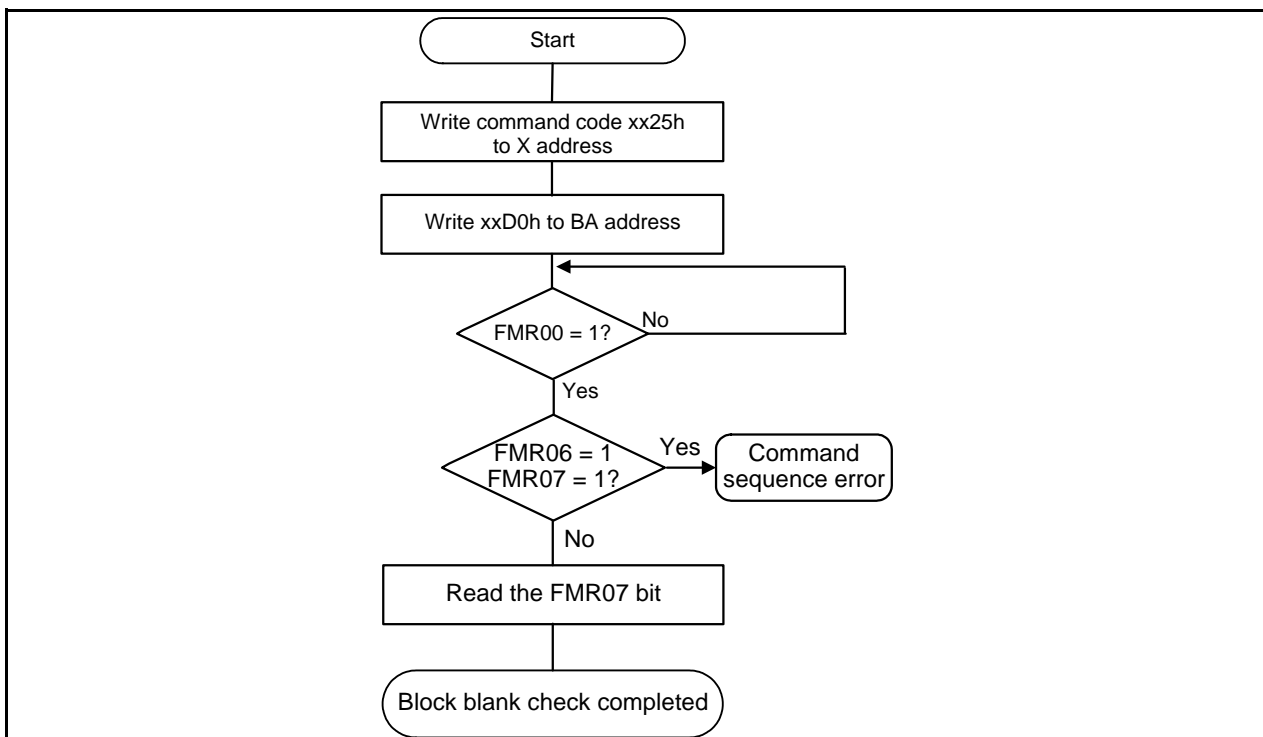 Start
Write command code xx25h
to X address
Write xxD0h to BA address
FMR00 = 1?
No
Yes
FMR06 = 1
FMR07 = 1?
Yes
Command
sequence error
No
Read the FMR07 bit
Block blank check completed